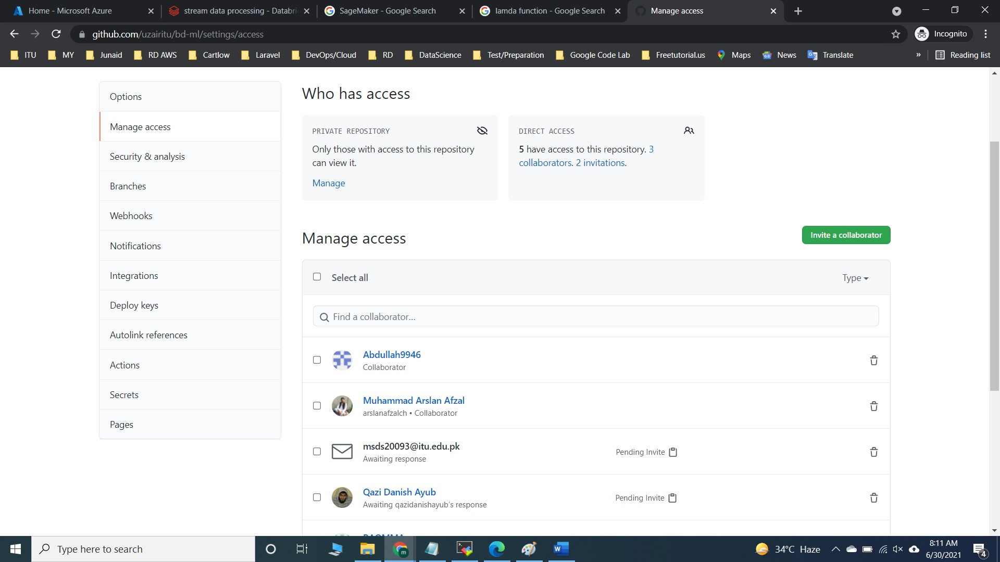 Home - Microsoft Azure
stream data processing - Databri
SageMaker - Google Search
lamda function - Google Search
Manage access
github.com/uzairitu/bd-ml/settings/access
Incognito
ITU
MY
Junaid
RD AWS
Cartlow
Laravel
DevOps/Cloud
RD
DataScience
Test/Preparation
Google Code Lab
Freetutorial.us
Maps
News
Translate
»
Reading list
Options
Manage access
Security & analysis
Branches
Webhooks
Notifications
Integrations
Deploy keys
Autolink references
Actions
Secrets
Pages
Who has access
PRIVATE REPOSITORY
Only those with access to this repository
can view it.
Manage
DIRECT ACCESS
5 have access to this repository. 3
collaborators. 2 invitations.
Manage access
Invite a collaborator
Select all
Type
Find a collaborator...
Abdullah9946
Collaborator
Muhammad Arslan Afzal
arslanafzalch • Collaborator
msds20093@itu.edu.pk
Awaiting response
Pending Invite
Qazi Danish Ayub
Awaiting qazidanishayub's response
Pending Invite
Type here to search
34°C Haze
8:11 AM
6/30/2021
4